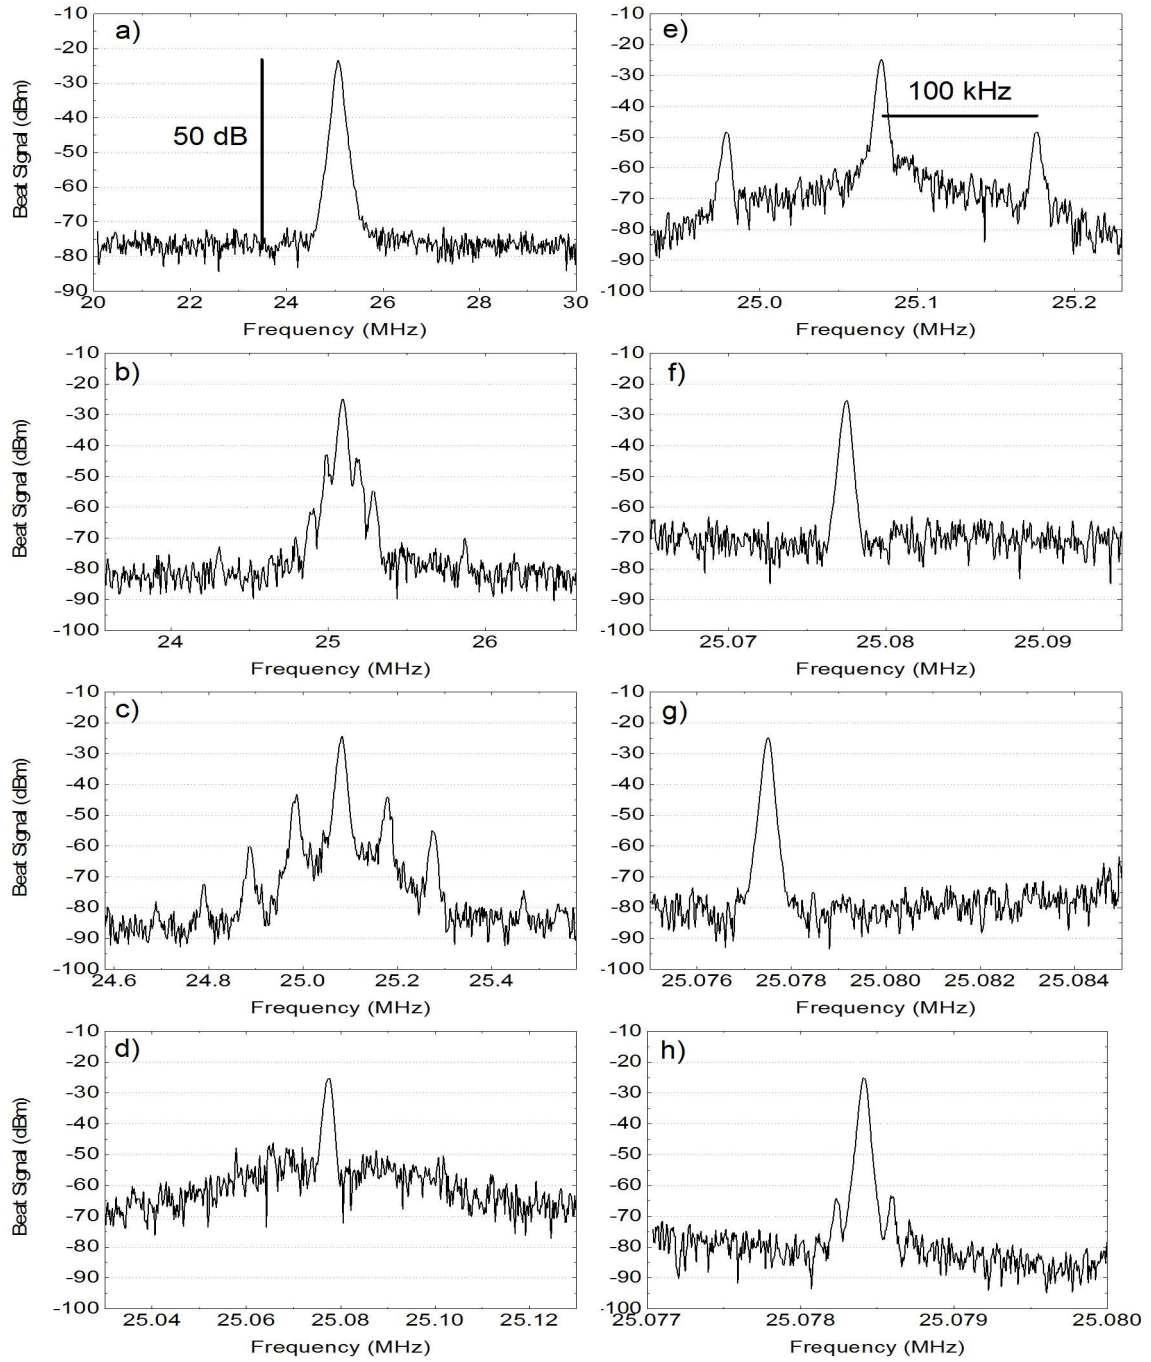 a)
-10
-20
-30
-40
-50
-60
-70
-80
-90
50 dB
20 22 24 26 28 30
Frequency (MHz)
Beat Signal (dBm)
e)
-10
-20
-30
-40
-50
-60
-70
-80
-90
-100
100 kHz
25.0 25.1 25.2
Frequency (MHz)
b)
-10
-20
-30
-40
-50
-60
-70
-80
-90
-100
24 25 26
Frequency (MHz)
Beat Signal (dBm)
f)
-10
-20
-30
-40
-50
-60
-70
-80
-90
-100
25.07 25.08 25.09
Frequency (MHz)
c)
-10
-20
-30
-40
-50
-60
-70
-80
-90
-100
24.6 24.8 25.0 25.2 25.4
Frequency (MHz)
Beat Signal (dBm)
g)
-10
-20
-30
-40
-50
-60
-70
-80
-90
-100
25.076 25.078 25.080 25.082 25.084
Frequency (MHz)
d)
-10
-20
-30
-40
-50
-60
-70
-80
-90
-100
25.04 25.06 25.08 25.10 25.12
Frequency (MHz)
Beat Signal (dBm)
h)
-10
-20
-30
-40
-50
-60
-70
-80
-90
-100
25.077 25.078 25.079 25.080
Frequency (MHz)